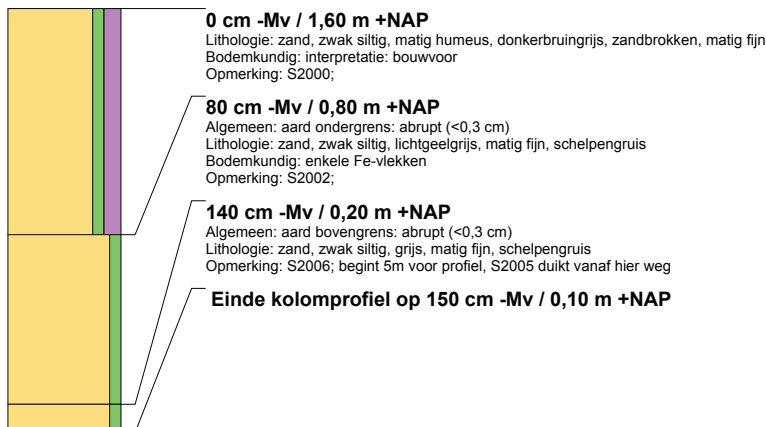 0 cm -Mv / 1,60 m +NAP
Lithologie: zand, zwak siltig, matig humeus, donkerbruingrijs, zandbrokken, matig fijn
Bodemkundig: interpretatie: bouwvoor
Opmerking: S2000;
80 cm -Mv / 0,80 m +NAP
Algemeen: aard ondergrens: abrupt (<0,3 cm)
Lithologie: zand, zwak siltig, lichtgeelgrijs, matig fijn, schelpengruis
Bodemkundig: enkele Fe-vlekken
Opmerking: S2002;
140 cm -Mv / 0,20 m +NAP
Algemeen: aard bovengrens: abrupt (<0,3 cm)
Lithologie: zand, zwak siltig, grijs, matig fijn, schelpengruis
Opmerking: S2006; begint 5m voor profiel, S2005 duikt vanaf hier weg
Einde kolomprofiel op 150 cm -Mv / 0,10 m +NAP